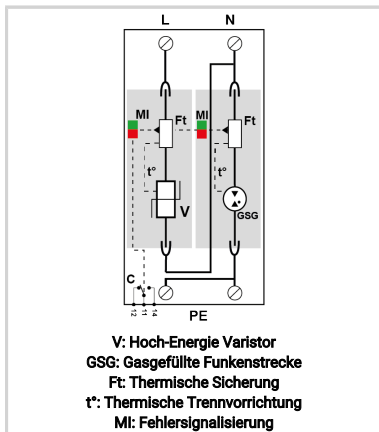 L N
MI Ft MI Ft
t° t°
V GSG
C
12 11 14
PE
V: Hoch-Energie Varistor
GSG: Gasgefüllte Funkenstrecke
Ft: Thermische Sicherung
t°: Thermische Trennvorrichtung
MI: Fehlersignalisierung